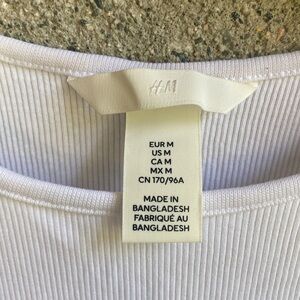 H&M
EUR M
US M
CA M
MX M
CN 170/96A
MADE IN
BANGLADESH
FABRIQUÉ AU
BANGLADESH